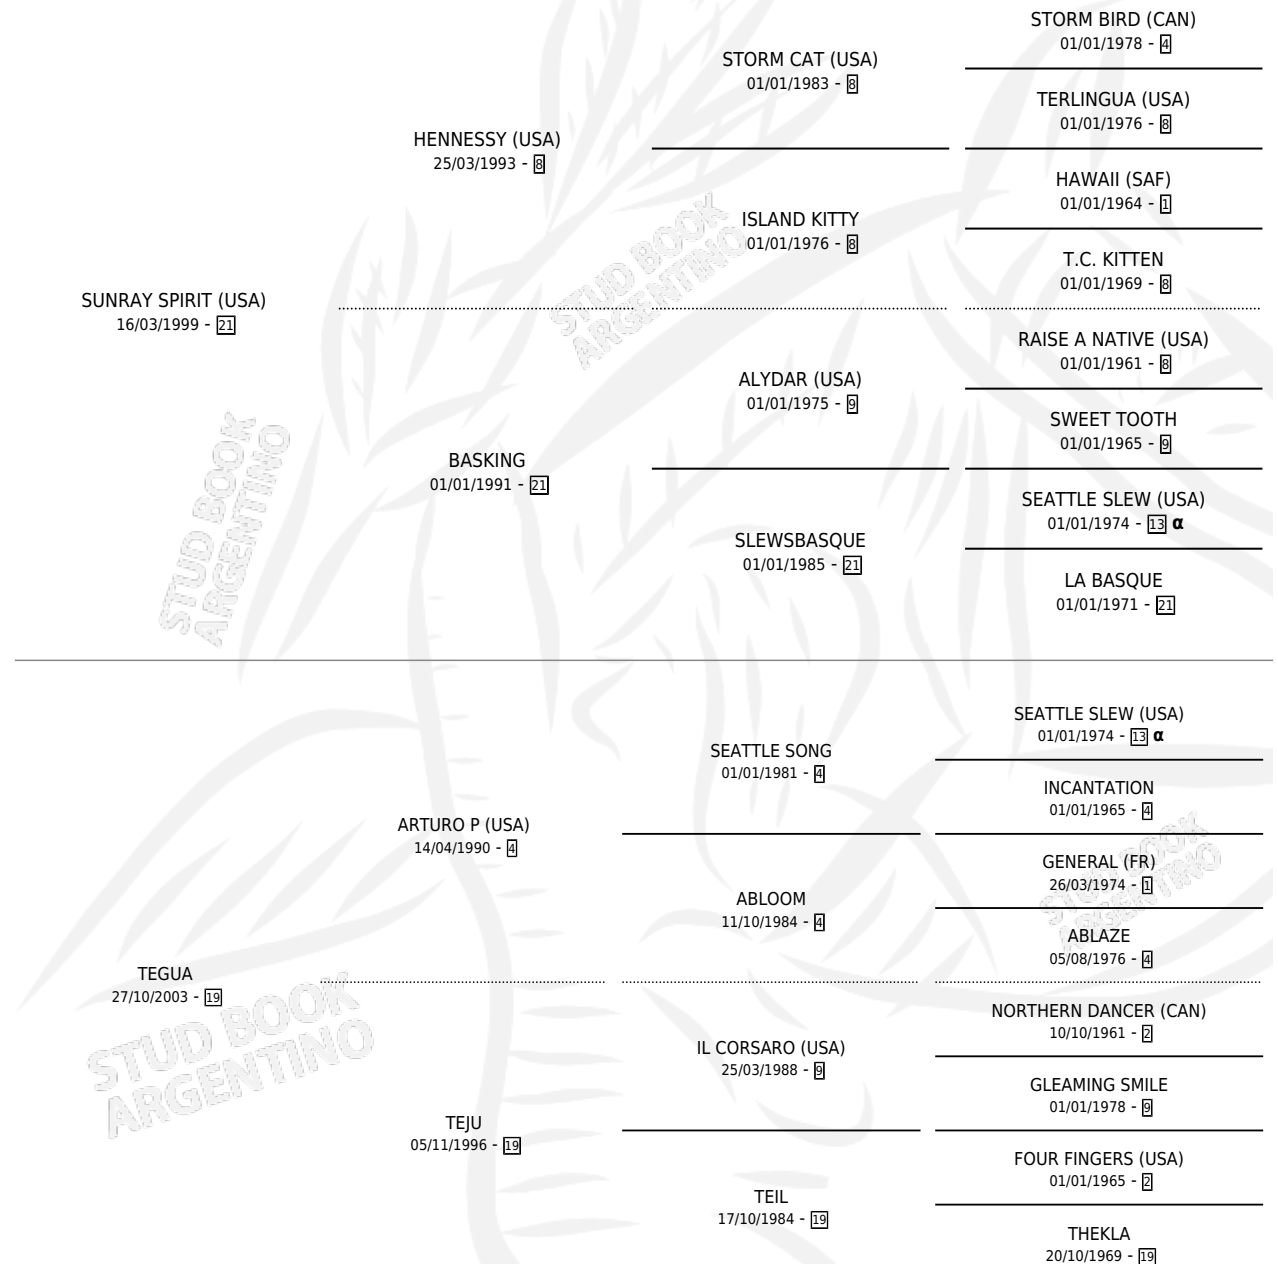 STORM BIRD (CAN)
01/01/1978 - 4
STORM CAT (USA)
01/01/1983 - 8
TERLINGUA (USA)
01/01/1976 - 8
HENNESSY (USA)
25/03/1993 - 8
HAWAII (SAF)
01/01/1964 - 1
ISLAND KITTY
01/01/1976 - 8
T.C. KITTEN
01/01/1969 - 8
SUNRAY SPIRIT (USA)
16/03/1999 - 21
RAISE A NATIVE (USA)
01/01/1961 - 8
ALYDAR (USA)
01/01/1975 - 9
SWEET TOOTH
01/01/1965 - 9
BASKING
01/01/1991 - 21
SEATTLE SLEW (USA)
01/01/1974 - 13 α
SLEWSBASQUE
01/01/1985 - 21
LA BASQUE
01/01/1971 - 21
STUD BOOK
ARGENTINO
STUD BOOK
ARGENTINO
SEATTLE SLEW (USA)
01/01/1974 - 13 α
SEATTLE SONG
01/01/1981 - 4
INCANTATION
01/01/1965 - 4
ARTURO P (USA)
14/04/1990 - 4
GENERAL (FR)
26/03/1974 - 1
ABLOOM
11/10/1984 - 4
ABLAZE
05/08/1976 - 4
TEGUA
27/10/2003 - 19
NORTHERN DANCER (CAN)
10/10/1961 - 2
IL CORSARO (USA)
25/03/1988 - 9
GLEAMING SMILE
01/01/1978 - 9
TEJU
05/11/1996 - 19
FOUR FINGERS (USA)
01/01/1965 - 2
TEIL
17/10/1984 - 19
THEKLA
20/10/1969 - 19
STUD BOOK
ARGENTINO
STUD BOOK
ARGENTINO